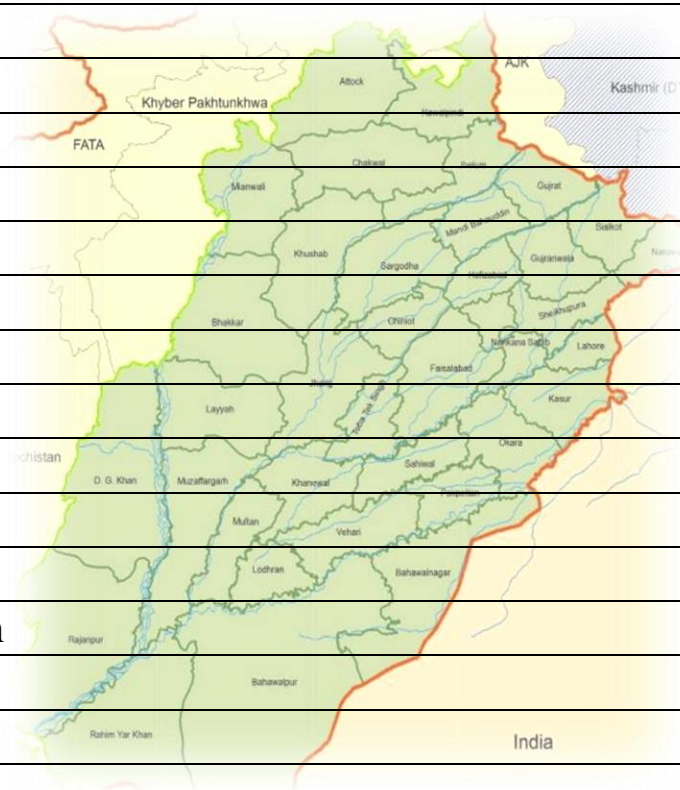 AJK
Kashmir (D
Attock
Khyber Pakhtunkhwa
Rawalpindi
FATA
Chakwal
Jhelum
Mianwali
Gujrat
Mandi Bahauddin
Sialkot
Khushab
Gujranwala
Sargodha
Hafizabad
Sheikhupura
Bhakkar
Chiniot
Nankana Sahib
Lahore
Faisalabad
Jhang
Toba Tek Singh
Kasur
Layyah
Okara
chistan
Sahiwal
D. G. Khan
Muzaffargarh
Khanewal
Pakpattan
Multan
Vehari
Lodhran
Bahawalnagar
Rajanpur
Bahawalpur
Rahim Yar Khan
India